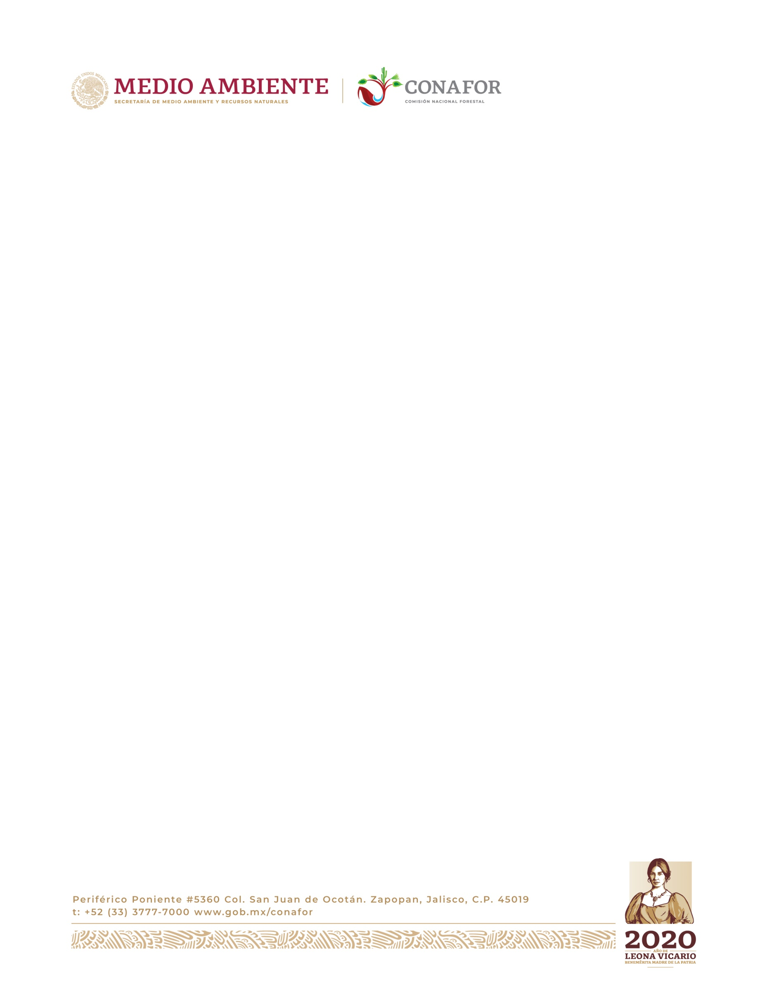 ESTADOS UNIDOS MEXICANOS
MEDIO AMBIENTE
SECRETARÍA DE MEDIO AMBIENTE Y RECURSOS NATURALES
CONAFOR
COMISIÓN NACIONAL FORESTAL
Periférico Poniente #5360 Col. San Juan de Ocotán. Zapopan, Jalisco, C.P. 45019
t: +52 (33) 3777-7000 www.gob.mx/conafor
2020
AÑO DE
LEONA VICARIO
BENEMÉRITA MADRE DE LA PATRIA